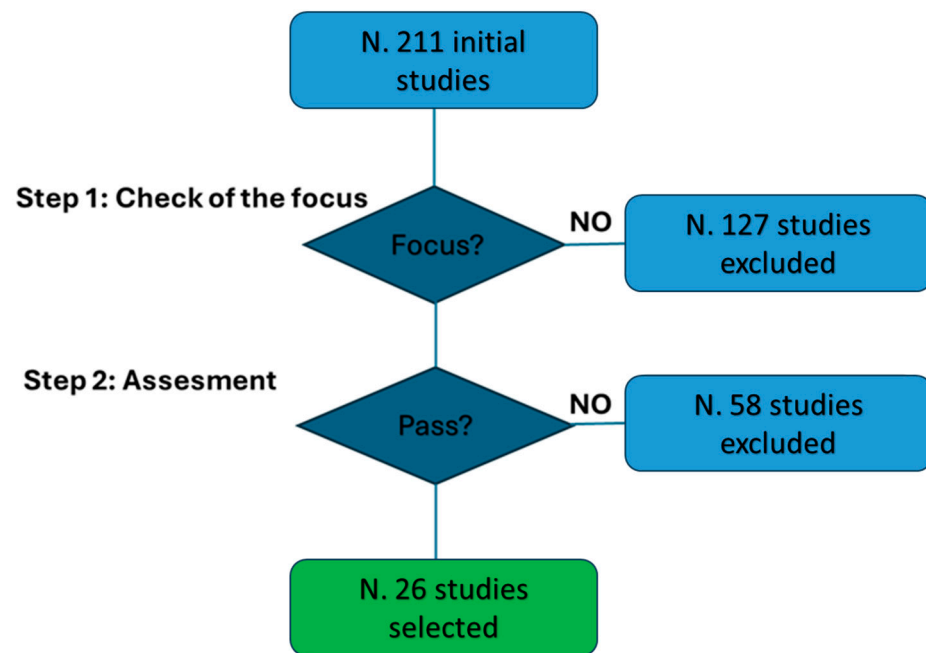 N. 211 initial
studies
Step 1: Check of the focus
Focus?
NO
N. 127 studies
excluded
Step 2: Assesment
Pass?
NO
N. 58 studies
excluded
N. 26 studies
selected